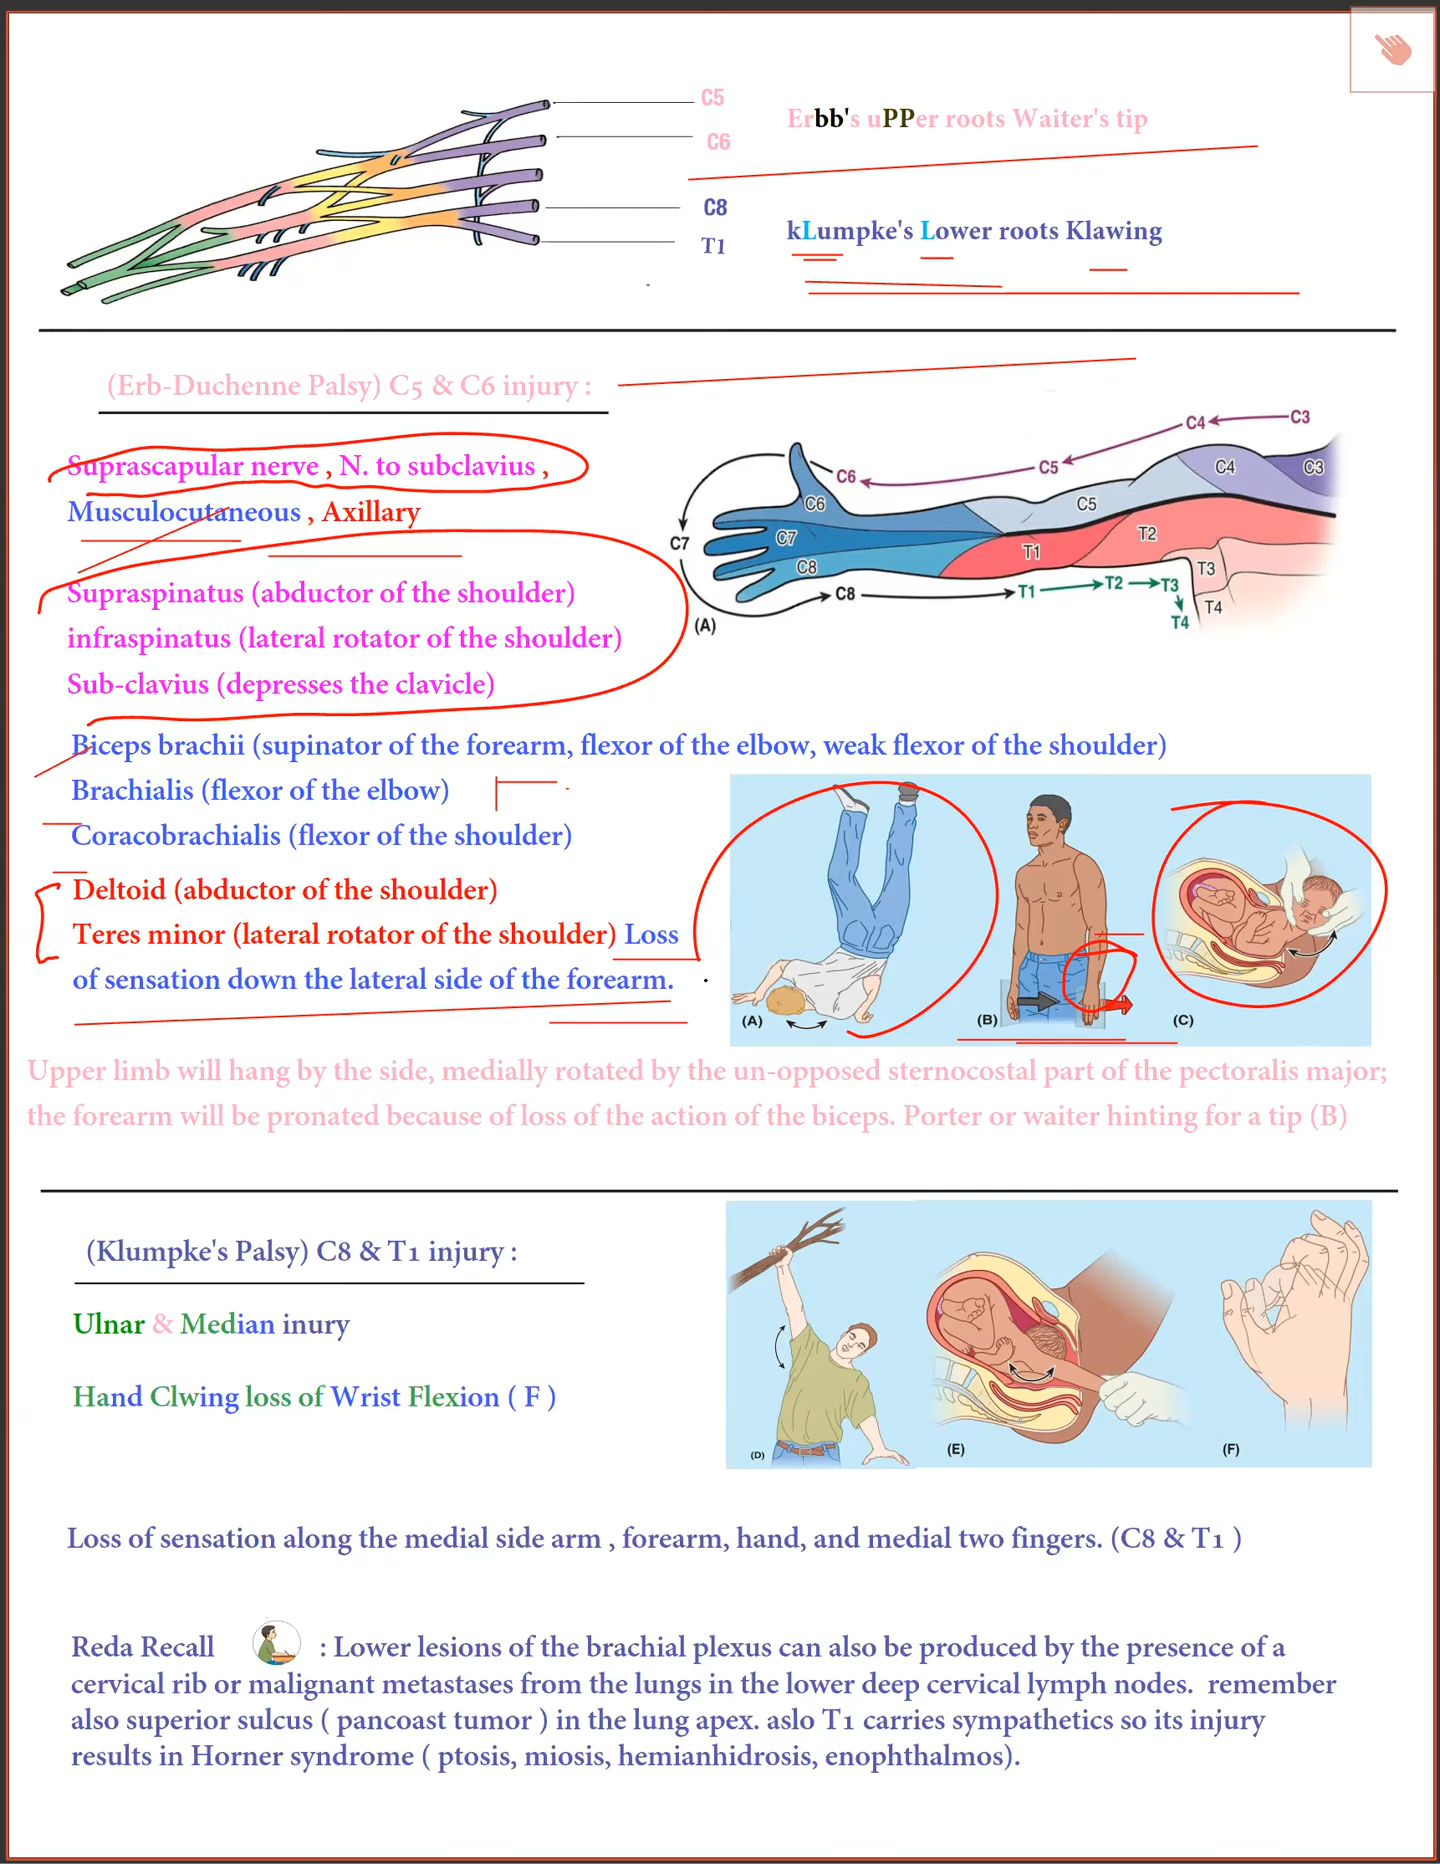 C5
Erbb's uPPer roots Waiter's tip
C6
C8
kLumpke's Lower roots Klawing
T1
(Erb-Duchenne Palsy) C5 & C6 injury :
Suprascapular nerve , N. to subclavius ,
Musculocutaneous , Axillary
Supraspinatus (abductor of the shoulder)
infraspinatus (lateral rotator of the shoulder)
Sub-clavius (depresses the clavicle)
C4 C3
C6 C5 C4 C3
C6 C5
C7 C7 T1 T2
C8 T3
C8 T1 T2 T3
(A) T4 T4
Biceps brachii (supinator of the forearm, flexor of the elbow, weak flexor of the shoulder)
Brachialis (flexor of the elbow)
Coracobrachialis (flexor of the shoulder)
Deltoid (abductor of the shoulder)
Teres minor (lateral rotator of the shoulder) Loss
of sensation down the lateral side of the forearm.
(A) (B) (C)
Upper limb will hang by the side, medially rotated by the un-opposed sternocostal part of the pectoralis major;
the forearm will be pronated because of loss of the action of the biceps. Porter or waiter hinting for a tip (B)
(Klumpke's Palsy) C8 & T1 injury :
Ulnar & Median inury
Hand Clwing loss of Wrist Flexion ( F )
(D) (E) (F)
Loss of sensation along the medial side arm , forearm, hand, and medial two fingers. (C8 & T1 )
Reda Recall : Lower lesions of the brachial plexus can also be produced by the presence of a
cervical rib or malignant metastases from the lungs in the lower deep cervical lymph nodes. remember
also superior sulcus ( pancoast tumor ) in the lung apex. aslo T1 carries sympathetics so its injury
results in Horner syndrome ( ptosis, miosis, hemianhidrosis, enophthalmos).